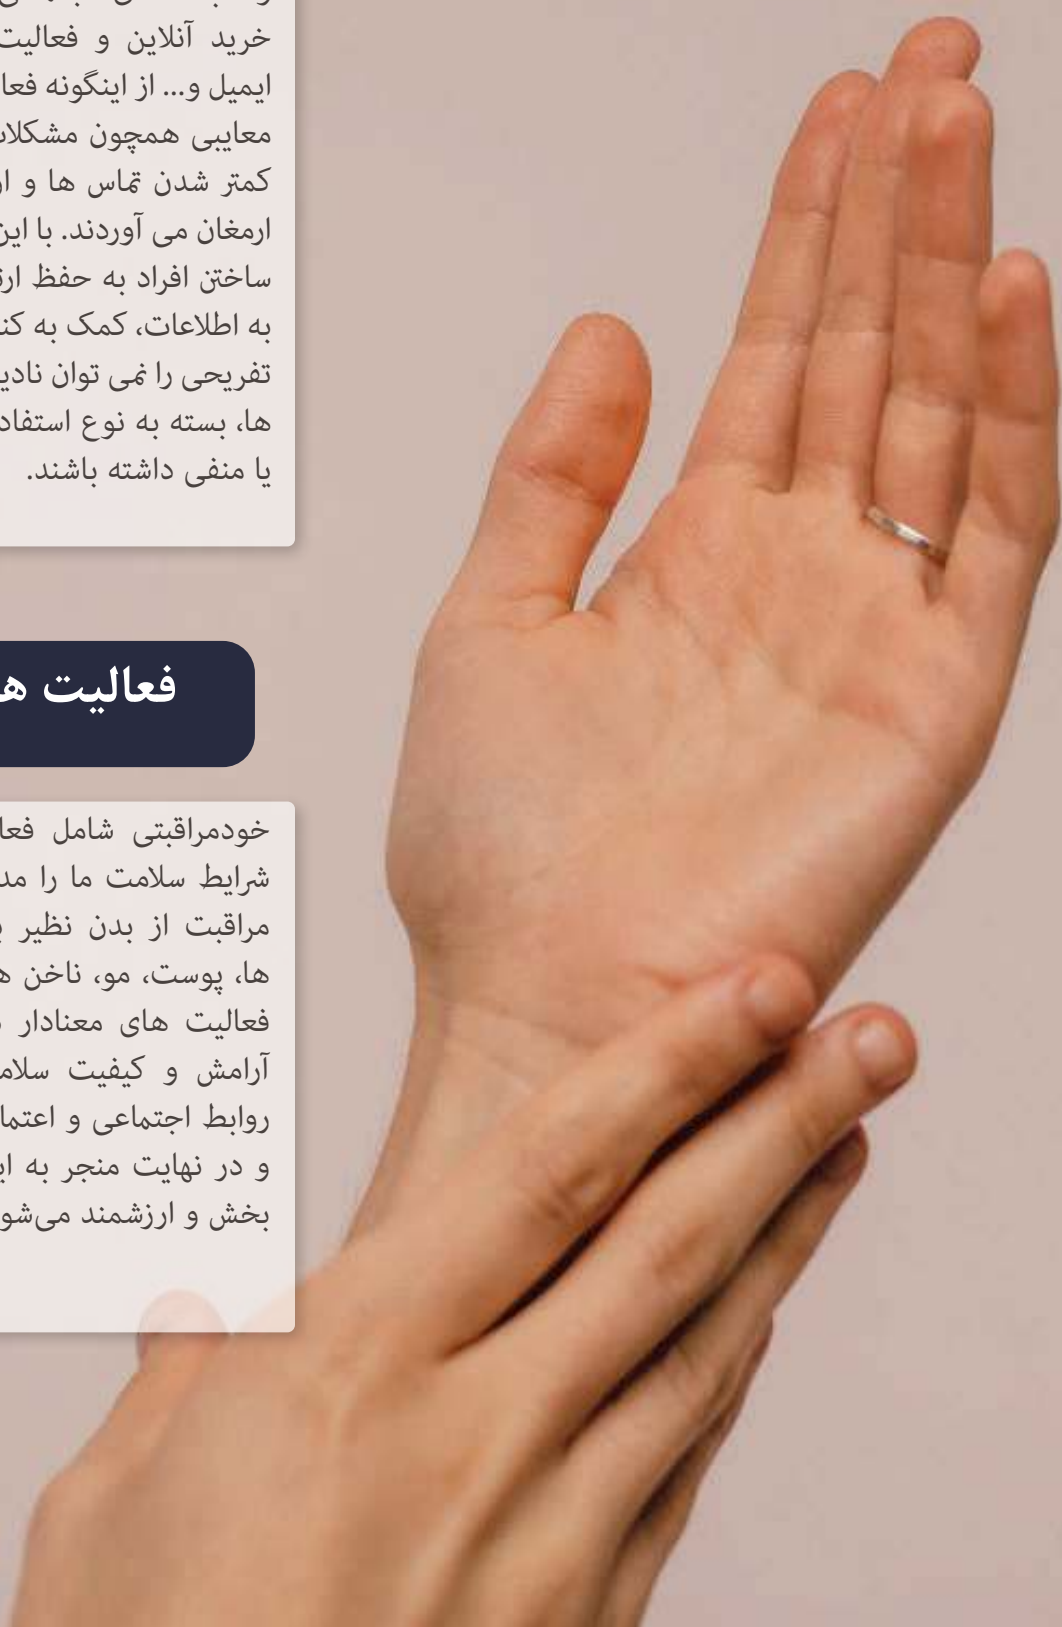 خرید آنلاین و فعالیت
ایمیل و... از اینگونه فعا
معایبی همچون مشکلا
کمتر شدن تماس ها و ار
ارمغان می آوردند. با این
ساختن افراد به حفظ ارت
به اطلاعات، کمک به کن
تفریحی را نمی توان نادی
ها، بسته به نوع استفاد
یا منفی داشته باشند.
فعالیت ها
خودمراقبتی شامل فعا
شرایط سلامت ما را مد
مراقبت از بدن نظیر
ها، پوست، مو، ناخن ه
فعالیت های معنادار
آرامش و کیفیت سلام
روابط اجتماعی و اعتما
و در نهایت منجر به ای
بخش و ارزشمند می‌شو